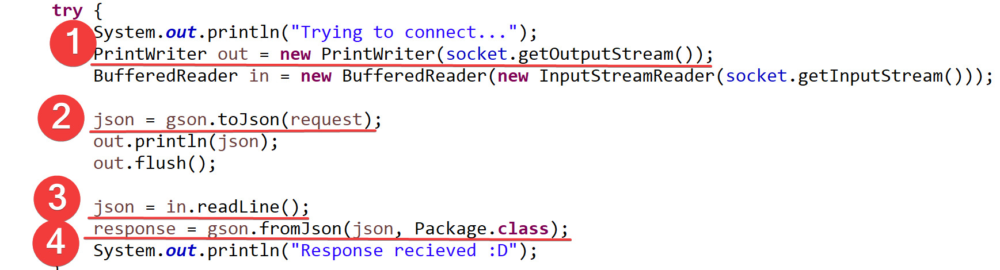 try {
1 System.out.println("Trying to connect...");
PrintWriter out = new PrintWriter(socket.getOutputStream());
BufferedReader in = new BufferedReader(new InputStreamReader(socket.getInputStream()));
2 json = gson.toJson(request);
out.println(json);
out.flush();
3 json = in.readLine();
4 response = gson.fromJson(json, Package.class);
System.out.println("Response recieved :D");